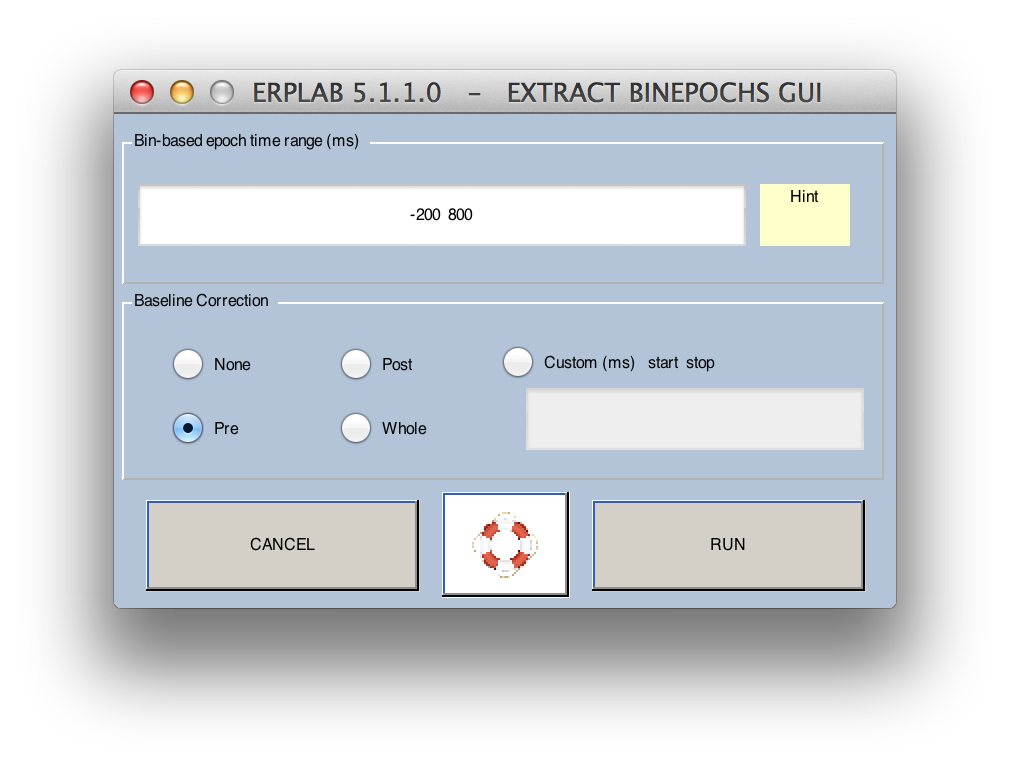 ERPLAB 5.1.1.0 - EXTRACT BINEPOCHS GUI
Bin-based epoch time range (ms)
-200 800
Hint
Baseline Correction
None
Post
Custom (ms) start stop
Pre
Whole
CANCEL
RUN